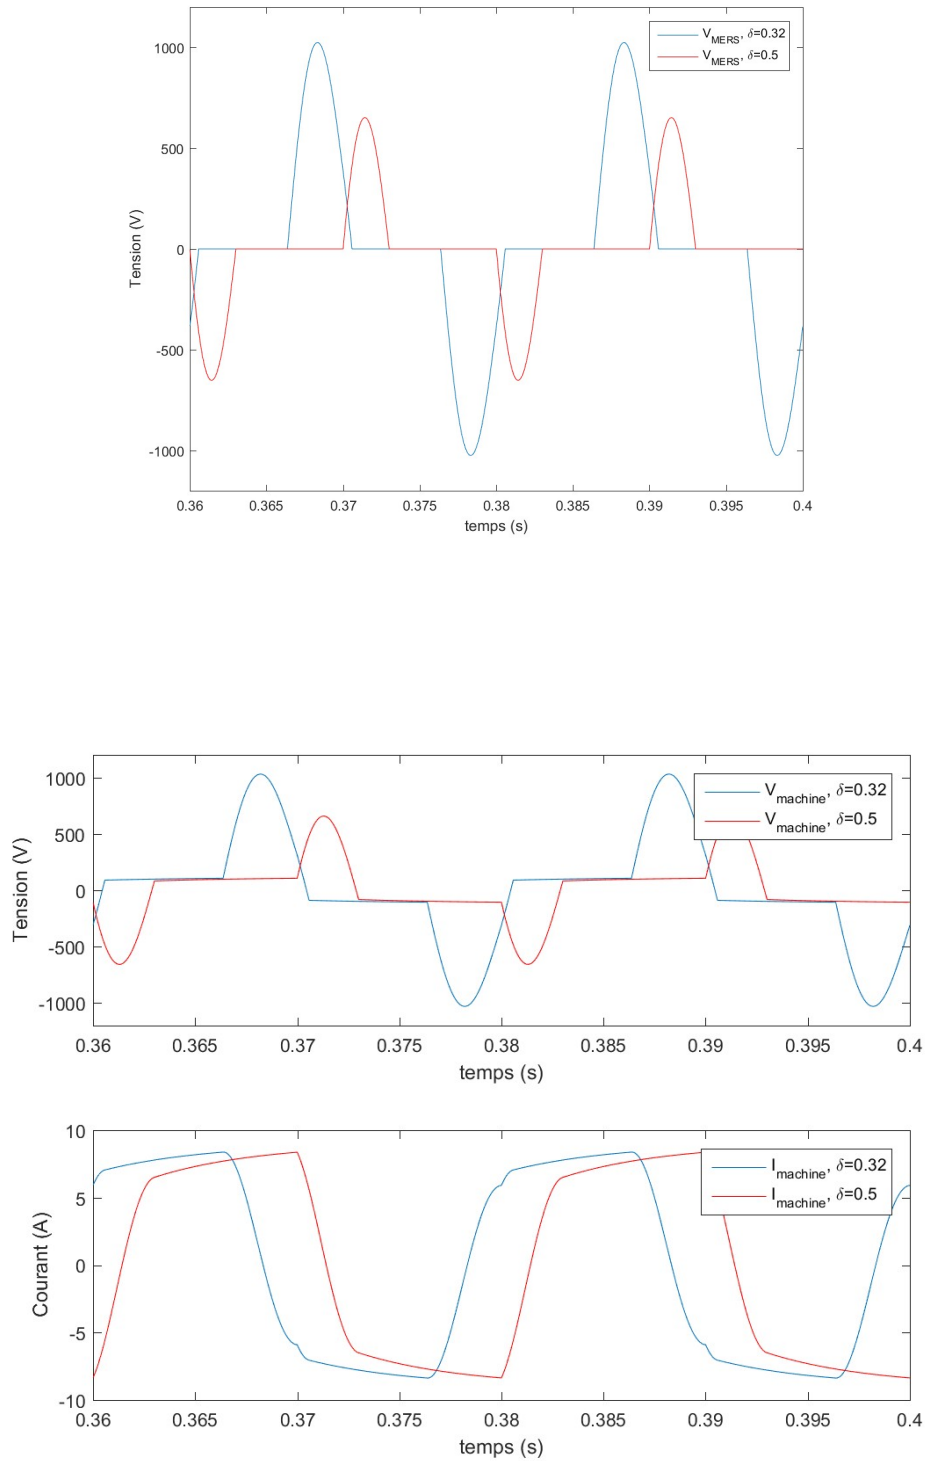 1000
500
0
-500
-1000
Tension (V)
V_MERS, δ=0.32
V_MERS, δ=0.5
0.36 0.365 0.37 0.375 0.38 0.385 0.39 0.395 0.4
temps (s)
1000
500
0
-500
-1000
Tension (V)
V_machine, δ=0.32
V_machine, δ=0.5
0.36 0.365 0.37 0.375 0.38 0.385 0.39 0.395 0.4
temps (s)
10
5
0
-5
-10
Courant (A)
I_machine, δ=0.32
I_machine, δ=0.5
0.36 0.365 0.37 0.375 0.38 0.385 0.39 0.395 0.4
temps (s)